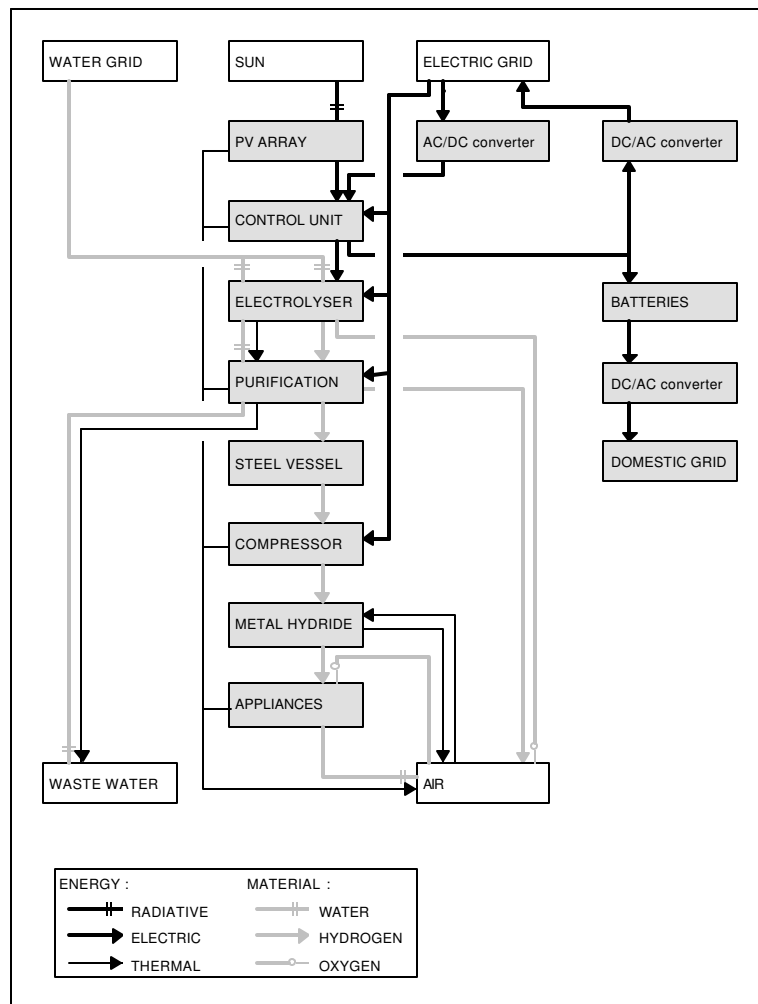 WATER GRID
SUN
ELECTRIC GRID
PV ARRAY
AC/DC converter
DC/AC converter
CONTROL UNIT
ELECTROLYSER
BATTERIES
PURIFICATION
DC/AC converter
STEEL VESSEL
DOMESTIC GRID
COMPRESSOR
METAL HYDRIDE
APPLIANCES
WASTE WATER
AIR
ENERGY :
MATERIAL :
RADIATIVE
WATER
ELECTRIC
HYDROGEN
THERMAL
OXYGEN